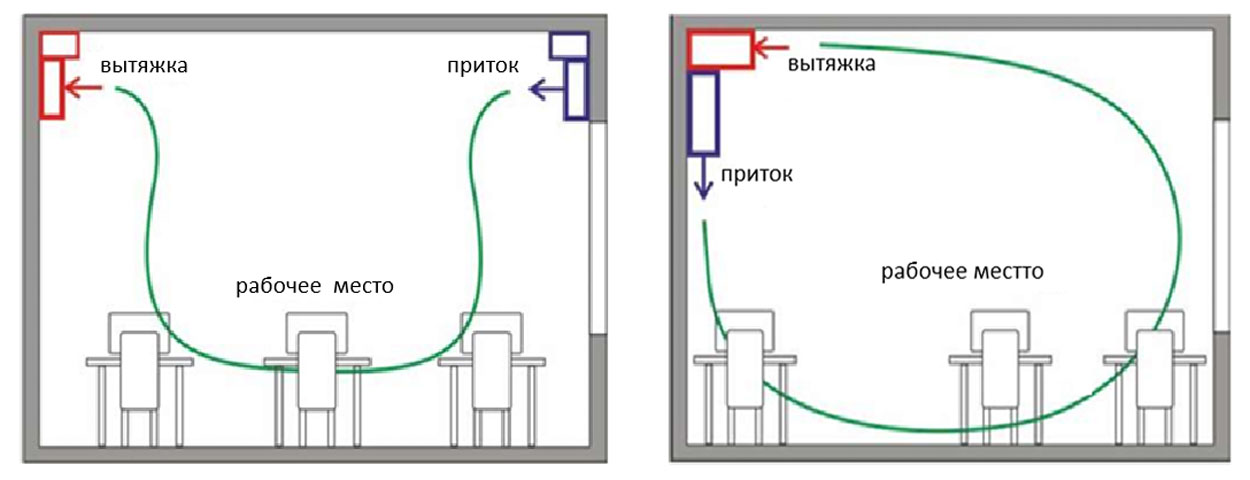 вытяжка
приток
рабочее место
вытяжка
приток
рабочее местто